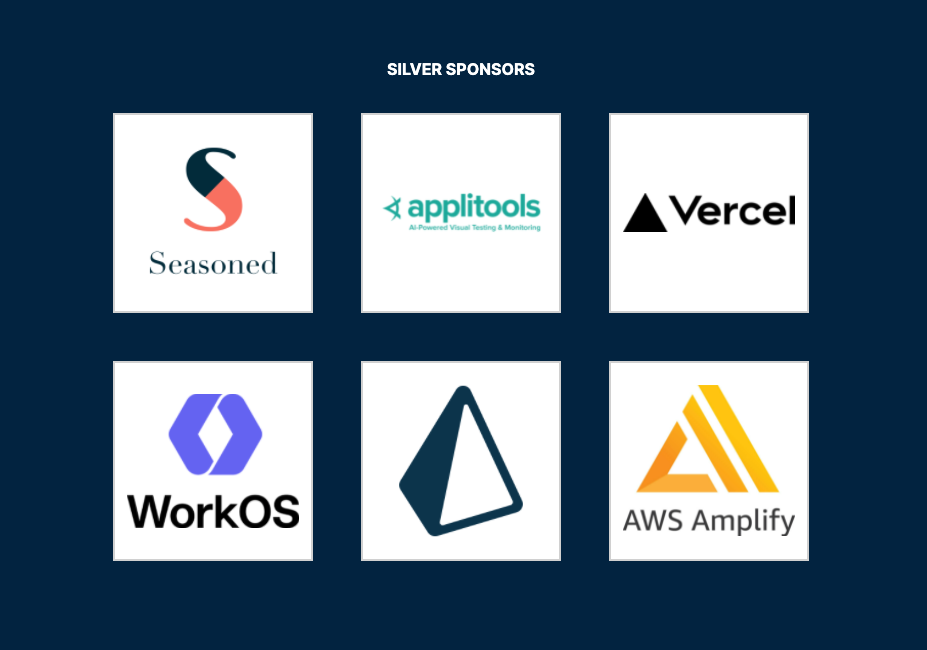 SILVER SPONSORS
Seasoned
applitools
AI-Powered Visual Testing & Monitoring
Vercel
WorkOS
AWS Amplify